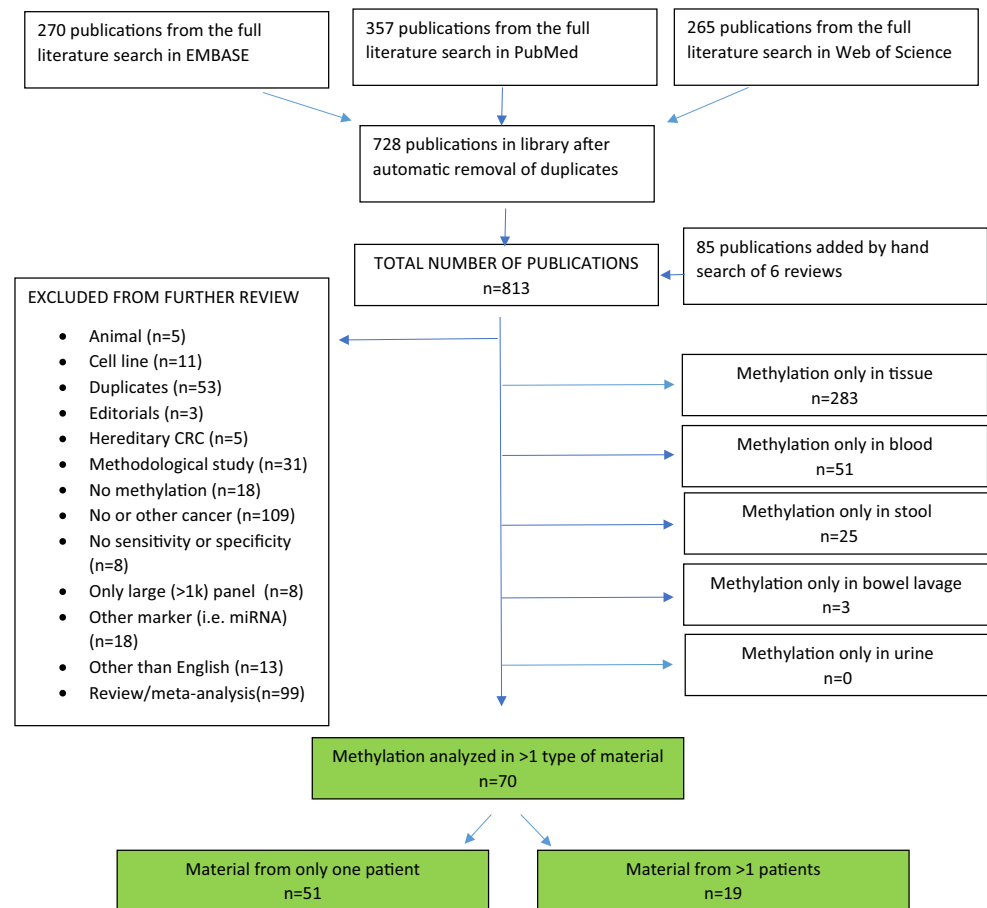 270 publications from the full
literature search in EMBASE
357 publications from the full
literature search in PubMed
265 publications from the full
literature search in Web of Science
728 publications in library after
automatic removal of duplicates
TOTAL NUMBER OF PUBLICATIONS
n=813
85 publications added by hand
search of 6 reviews
EXCLUDED FROM FURTHER REVIEW
• Animal (n=5)
• Cell line (n=11)
• Duplicates (n=53)
• Editorials (n=3)
• Hereditary CRC (n=5)
• Methodological study (n=31)
• No methylation (n=18)
• No or other cancer (n=109)
• No sensitivity or specificity
(n=8)
• Only large (>1k) panel (n=8)
• Other marker (i.e. miRNA)
(n=18)
• Other than English (n=13)
• Review/meta-analysis(n=99)
Methylation only in tissue
n=283
Methylation only in blood
n=51
Methylation only in stool
n=25
Methylation only in bowel lavage
n=3
Methylation only in urine
n=0
Methylation analyzed in >1 type of material
n=70
Material from only one patient
n=51
Material from >1 patients
n=19